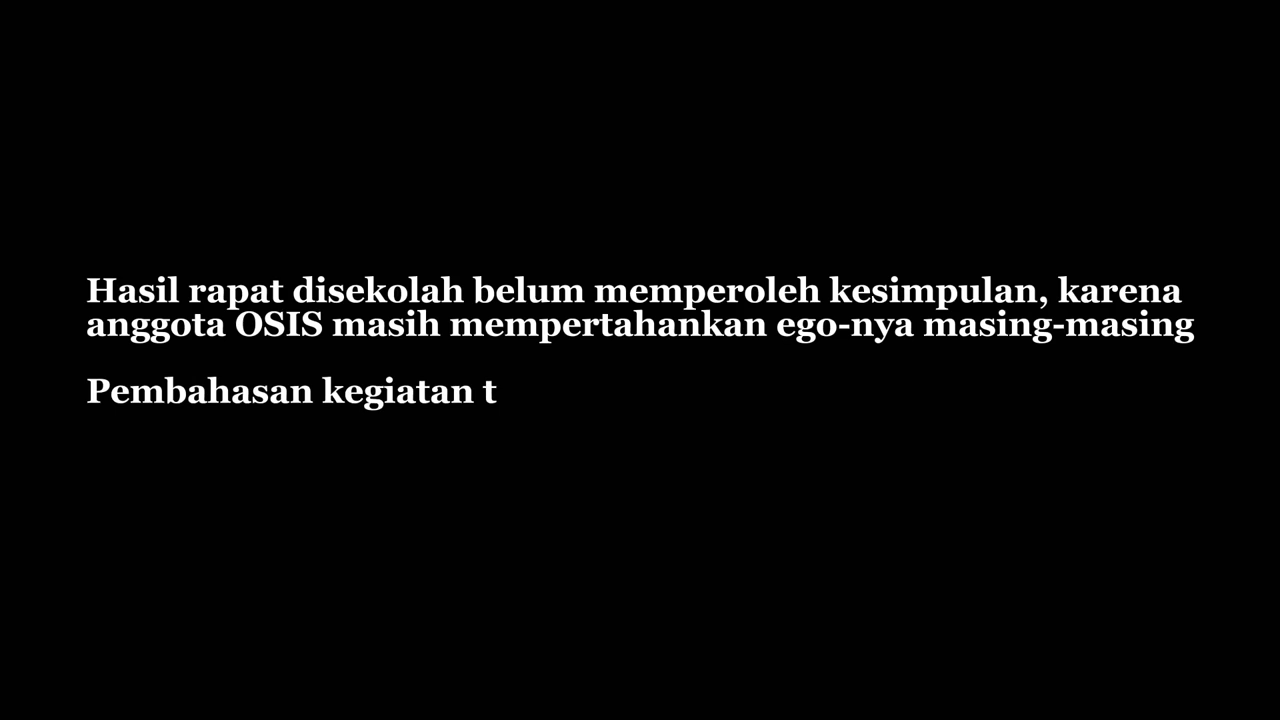 Hasil rapat disekolah belum memperoleh kesimpulan, karena
anggota OSIS masih mempertahankan ego-nya masing-masing
Pembahasan kegiatan t